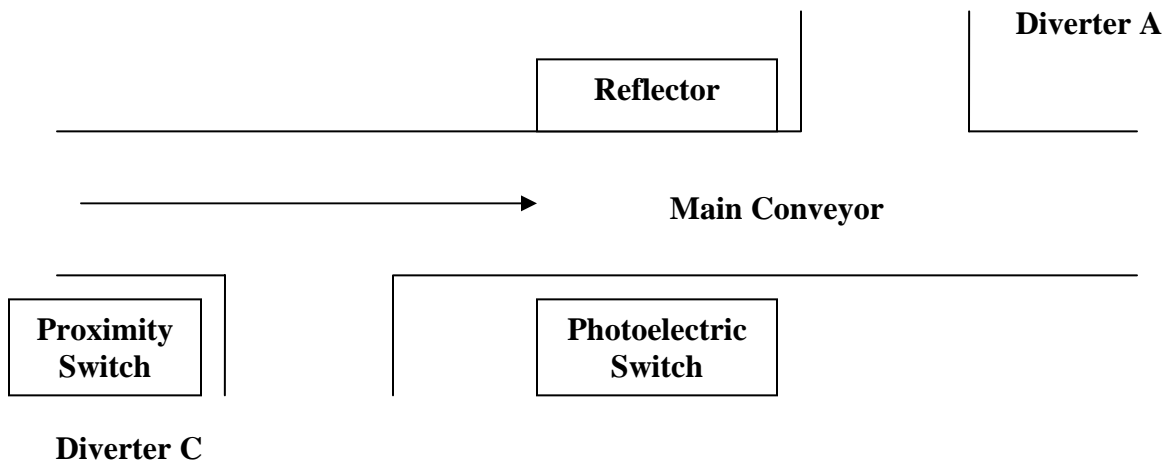 Diverter A
Reflector
Main Conveyor
Proximity
Switch
Photoelectric
Switch
Diverter C